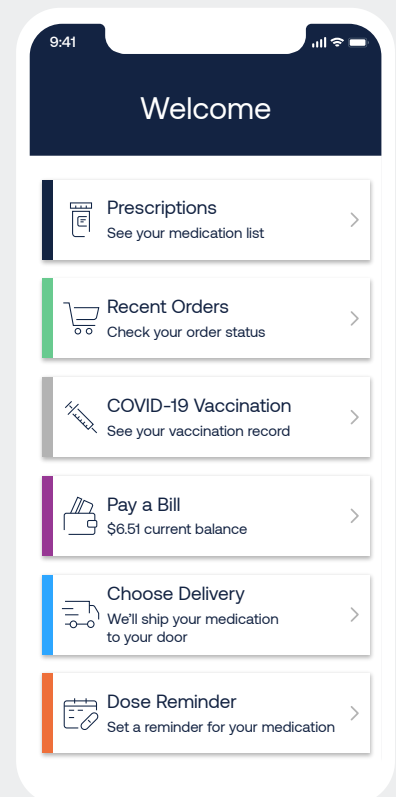 9:41
Welcome
Prescriptions
See your medication list
Recent Orders
Check your order status
COVID-19 Vaccination
See your vaccination record
Pay a Bill
$6.51 current balance
Choose Delivery
We'll ship your medication
to your door
Dose Reminder
Set a reminder for your medication